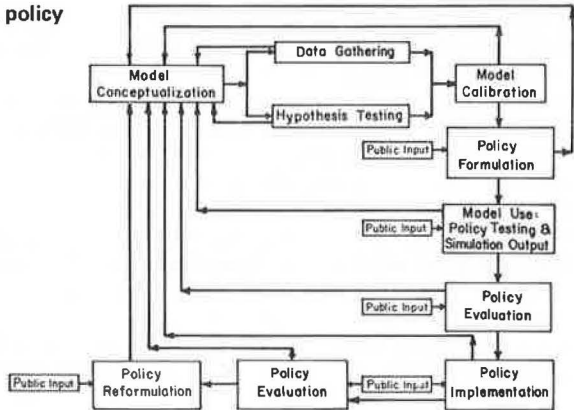 policy
Data Gathering
Model
Conceptualization
Model
Calibration
Hypothesis Testing
Public Input
Policy
Formulation
Model Use:
Policy Testing &
Simulation Output
Public Input
Policy
Evaluation
Public Input
Public Input
Policy
Reformulation
Policy
Evaluation
Public Input
Policy
Implementation